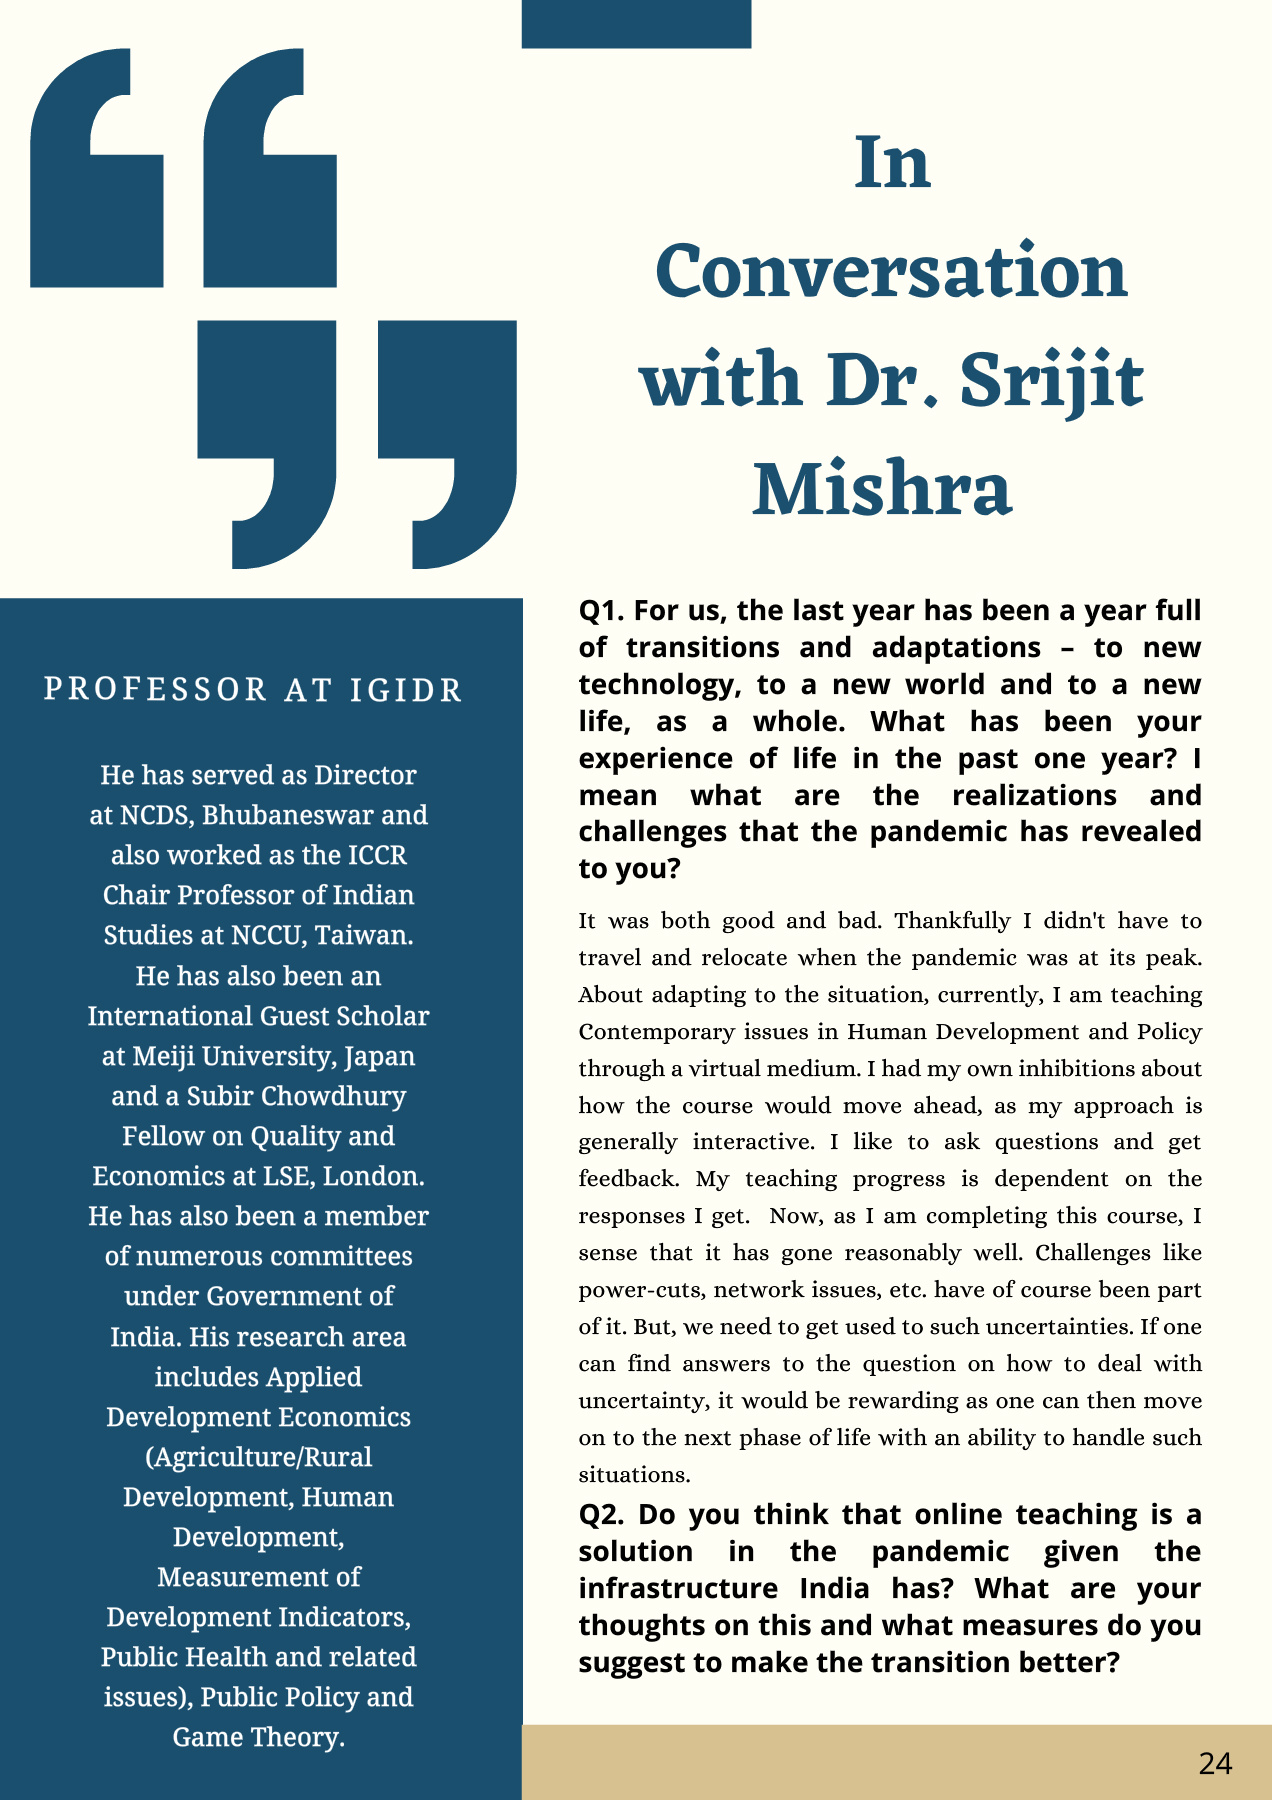 In
Conversation
with Dr. Srijit
Mishra
PROFESSOR AT IGIDR
He has served as Director
at NCDS, Bhubaneswar and
also worked as the ICCR
Chair Professor of Indian
Studies at NCCU, Taiwan.
He has also been an
International Guest Scholar
at Meiji University, Japan
and a Subir Chowdhury
Fellow on Quality and
Economics at LSE, London.
He has also been a member
of numerous committees
under Government of
India. His research area
includes Applied
Development Economics
(Agriculture/Rural
Development, Human
Development,
Measurement of
Development Indicators,
Public Health and related
issues), Public Policy and
Game Theory.
Q1. For us, the last year has been a year full
of transitions and adaptations – to new
technology, to a new world and to a new
life, as a whole. What has been your
experience of life in the past one year? I
mean what are the realizations and
challenges that the pandemic has revealed
to you?
It was both good and bad. Thankfully I didn't have to
travel and relocate when the pandemic was at its peak.
About adapting to the situation, currently, I am teaching
Contemporary issues in Human Development and Policy
through a virtual medium. I had my own inhibitions about
how the course would move ahead, as my approach is
generally interactive. I like to ask questions and get
feedback. My teaching progress is dependent on the
responses I get. Now, as I am completing this course, I
sense that it has gone reasonably well. Challenges like
power-cuts, network issues, etc. have of course been part
of it. But, we need to get used to such uncertainties. If one
can find answers to the question on how to deal with
uncertainty, it would be rewarding as one can then move
on to the next phase of life with an ability to handle such
situations.
Q2. Do you think that online teaching is a
solution in the pandemic given the
infrastructure India has? What are your
thoughts on this and what measures do you
suggest to make the transition better?
24